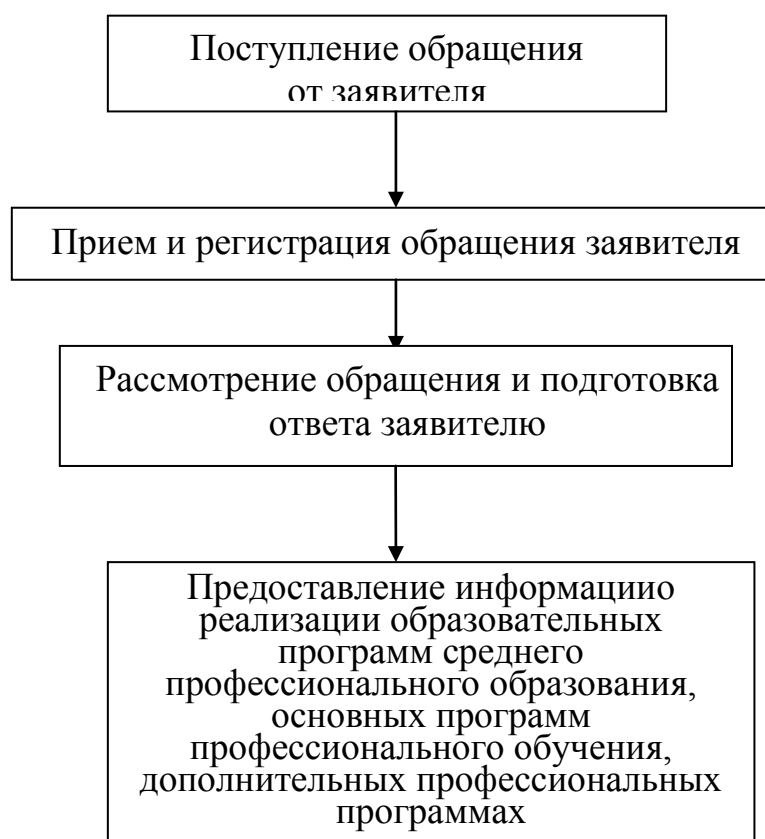 Поступление обращения
от заявителя
Прием и регистрация обращения заявителя
Рассмотрение обращения и подготовка
ответа заявителю
Предоставление информациио
реализации образовательных
программ среднего
профессионального образования,
основных программ
профессионального обучения,
дополнительных профессиональных
программах